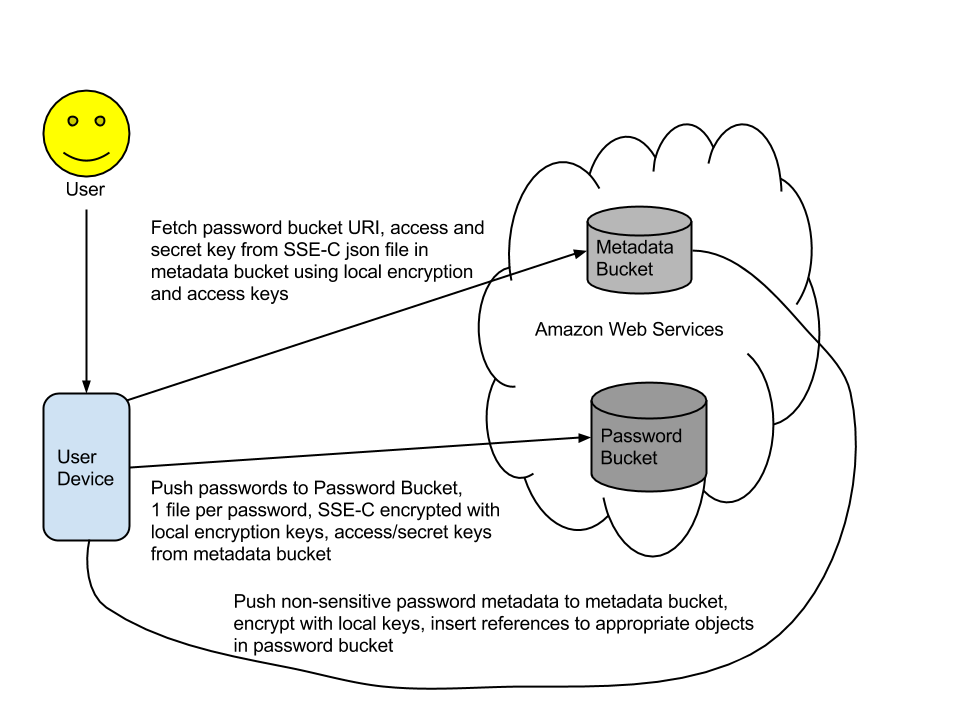 User
Fetch password bucket URI, access and
secret key from SSE-C json file in
metadata bucket using local encryption
and access keys
Metadata
Bucket
Amazon Web Services
User
Device
Password
Bucket
Push passwords to Password Bucket,
1 file per password, SSE-C encrypted with
local encryption keys, access/secret keys
from metadata bucket
Push non-sensitive password metadata to metadata bucket,
encrypt with local keys, insert references to appropriate objects
in password bucket